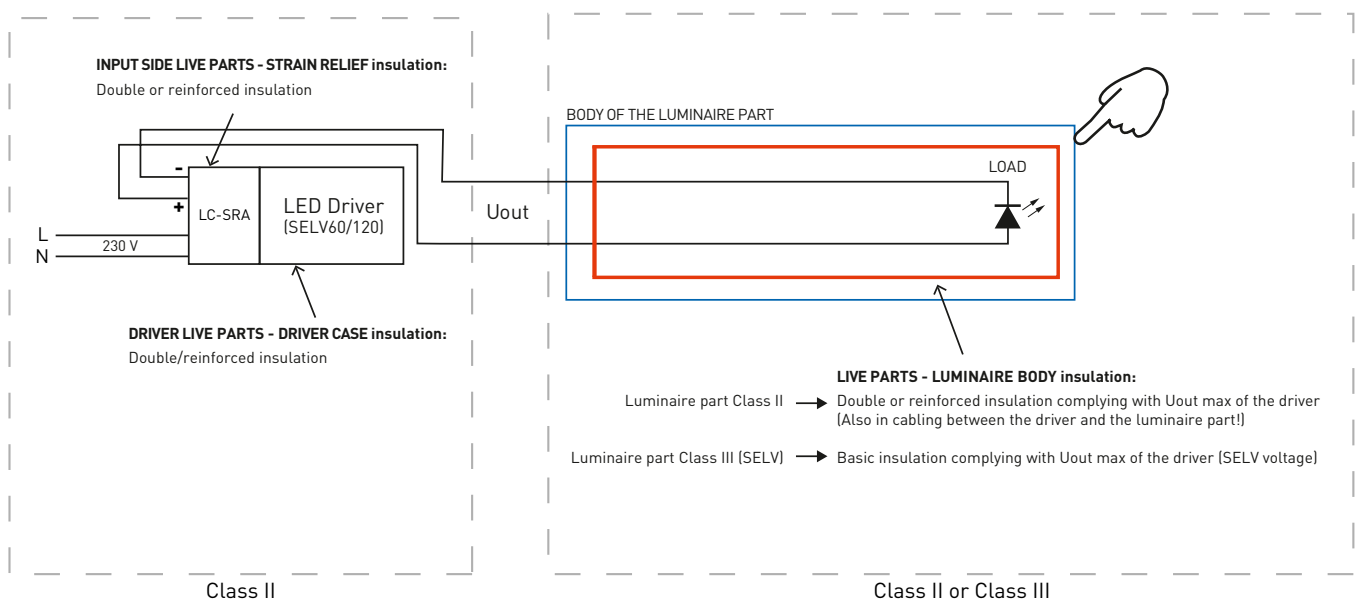 INPUT SIDE LIVE PARTS - STRAIN RELIEF insulation:
Double or reinforced insulation
-
+
LC-SRA
LED Driver
(SELV60/120)
L
N
230 V
DRIVER LIVE PARTS - DRIVER CASE insulation:
Double/reinforced insulation
Class II
Uout
BODY OF THE LUMINAIRE PART
LOAD
LIVE PARTS - LUMINAIRE BODY insulation:
Luminaire part Class II
Double or reinforced insulation complying with Uout max of the driver
(Also in cabling between the driver and the luminaire part!)
Luminaire part Class III (SELV)
Basic insulation complying with Uout max of the driver (SELV voltage)
Class II or Class III